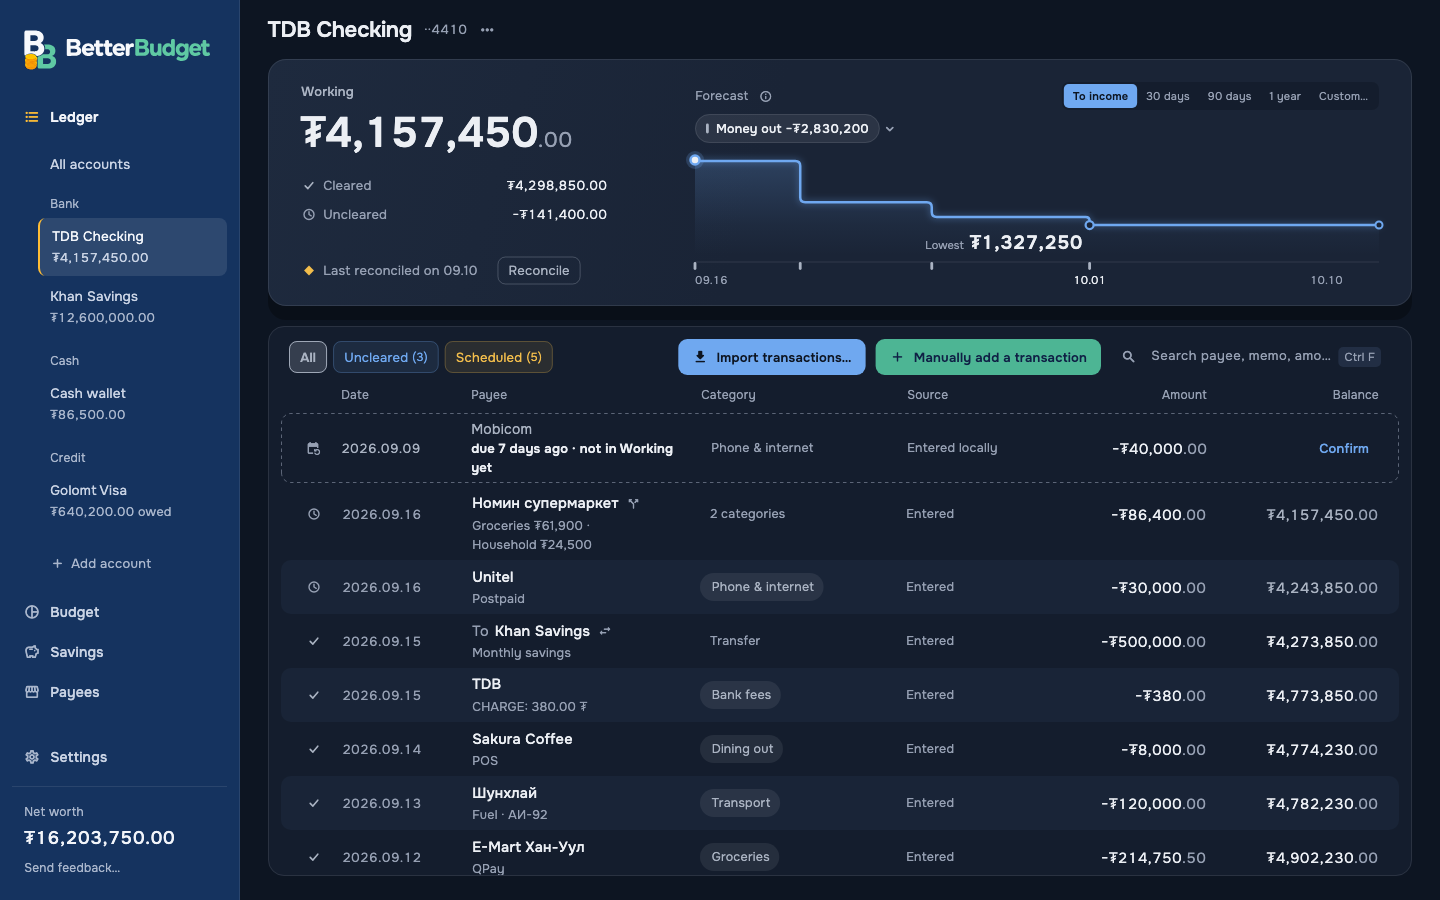 BetterBudget
Ledger
All accounts
Bank
TDB Checking
₮4,157,450.00
Khan Savings
₮12,600,000.00
Cash
Cash wallet
₮86,500.00
Credit
Golomt Visa
₮640,200.00 owed
+ Add account
Budget
Savings
Payees
Settings
Net worth
₮16,203,750.00
Send feedback...
TDB Checking ··4410 •••
Working
₮4,157,450.00
Cleared ₮4,298,850.00
Uncleared -₮141,400.00
Last reconciled on 09.10 Reconcile
Forecast To income 30 days 90 days 1 year Custom...
Money out -₮2,830,200
Lowest ₮1,327,250
09.16 10.01 10.10
All Uncleared (3) Scheduled (5) Import transactions... + Manually add a transaction Search payee, memo, amo... Ctrl F
Date Payee Category Source Amount Balance
Mobicom
2026.09.09 due 7 days ago · not in Working Phone & internet Entered locally -₮40,000.00 Confirm
yet
Номин супермаркет
2026.09.16 Groceries ₮61,900 · 2 categories Entered -₮86,400.00 ₮4,157,450.00
Household ₮24,500
Unitel
2026.09.16 Phone & internet Entered -₮30,000.00 ₮4,243,850.00
Postpaid
To Khan Savings
2026.09.15 Transfer Entered -₮500,000.00 ₮4,273,850.00
Monthly savings
TDB
2026.09.15 Bank fees Entered -₮380.00 ₮4,773,850.00
CHARGE: 380.00 ₮
Sakura Coffee
2026.09.14 Dining out Entered -₮8,000.00 ₮4,774,230.00
POS
Шунхлай
2026.09.13 Transport Entered -₮120,000.00 ₮4,782,230.00
Fuel · АИ-92
E-Mart Хан-Уул
2026.09.12 Groceries Entered -₮214,750.50 ₮4,902,230.00
QPay